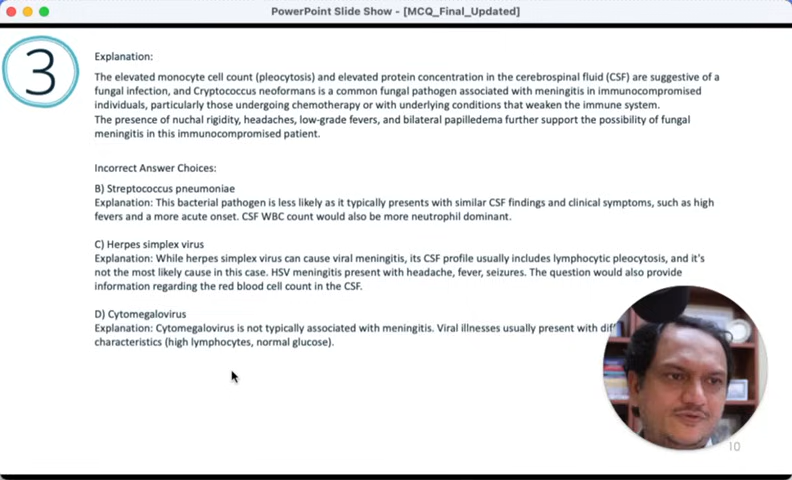 PowerPoint Slide Show - [MCQ_Final_Updated]
3
Explanation:
The elevated monocyte cell count (pleocytosis) and elevated protein concentration in the cerebrospinal fluid (CSF) are suggestive of a
fungal infection, and Cryptococcus neoformans is a common fungal pathogen associated with meningitis in immunocompromised
individuals, particularly those undergoing chemotherapy or with underlying conditions that weaken the immune system.
The presence of nuchal rigidity, headaches, low-grade fevers, and bilateral papilledema further support the possibility of fungal
meningitis in this immunocompromised patient.
Incorrect Answer Choices:
B) Streptococcus pneumoniae
Explanation: This bacterial pathogen is less likely as it typically presents with similar CSF findings and clinical symptoms, such as high
fevers and a more acute onset. CSF WBC count would also be more neutrophil dominant.
C) Herpes simplex virus
Explanation: While herpes simplex virus can cause viral meningitis, its CSF profile usually includes lymphocytic pleocytosis, and it's
not the most likely cause in this case. HSV meningitis present with headache, fever, seizures. The question would also provide
information regarding the red blood cell count in the CSF.
D) Cytomegalovirus
Explanation: Cytomegalovirus is not typically associated with meningitis. Viral illnesses usually present with
characteristics (high lymphocytes, normal glucose).
10